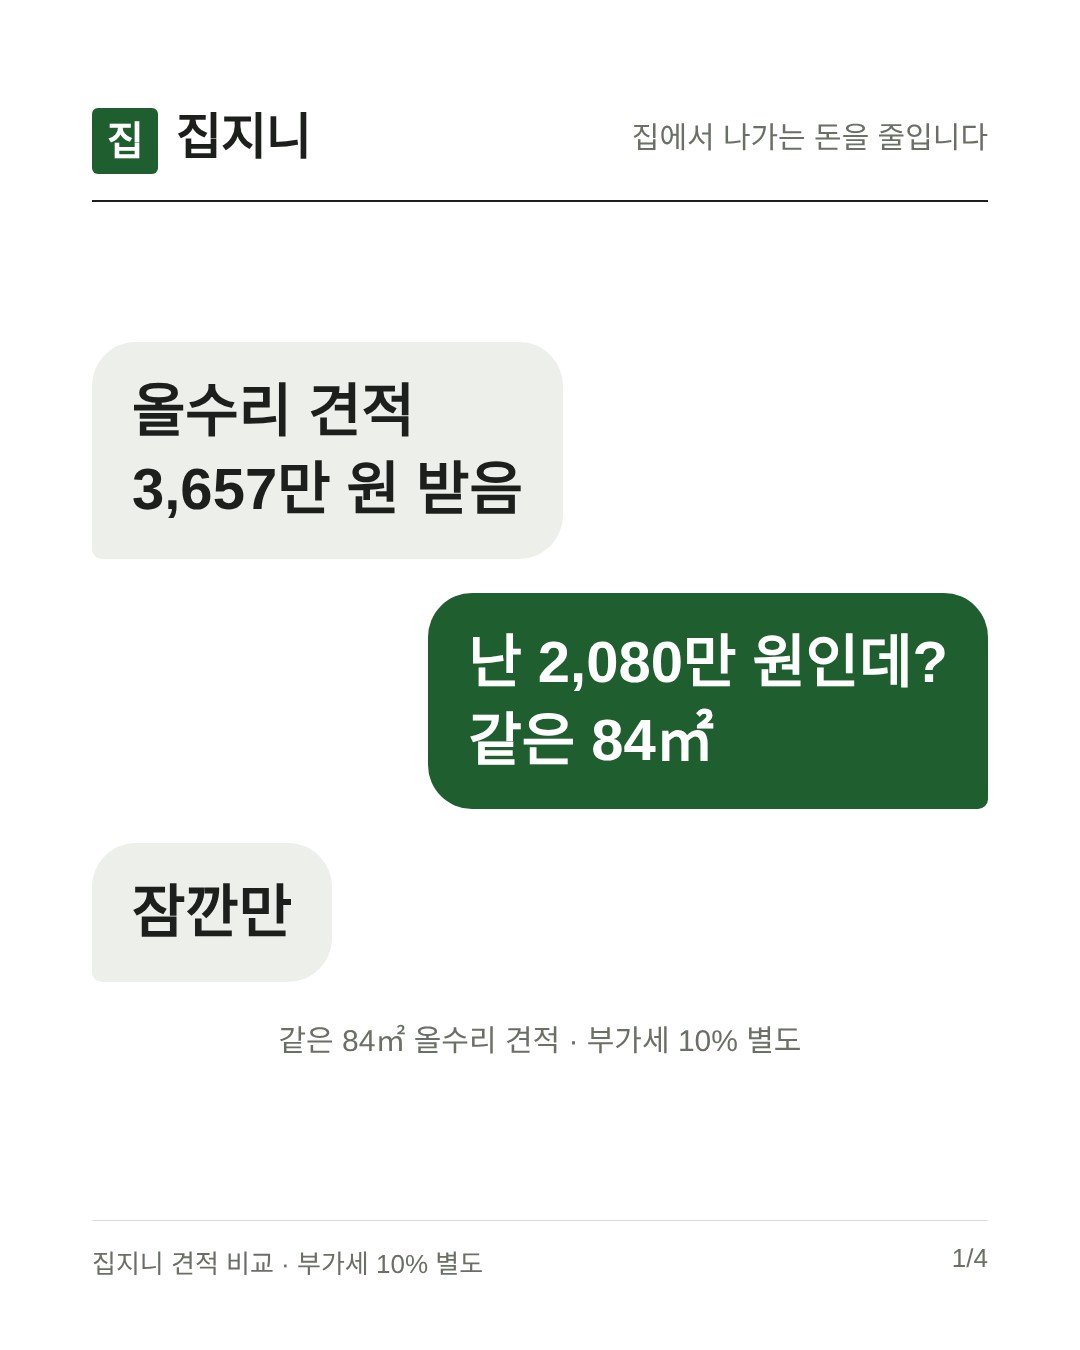 집 집지니
집에서 나가는 돈을 줄입니다
올수리 견적
3,657만 원 받음
난 2,080만 원인데?
같은 84㎡
잠깐만
같은 84㎡ 올수리 견적 · 부가세 10% 별도
집지니 견적 비교 · 부가세 10% 별도
1/4